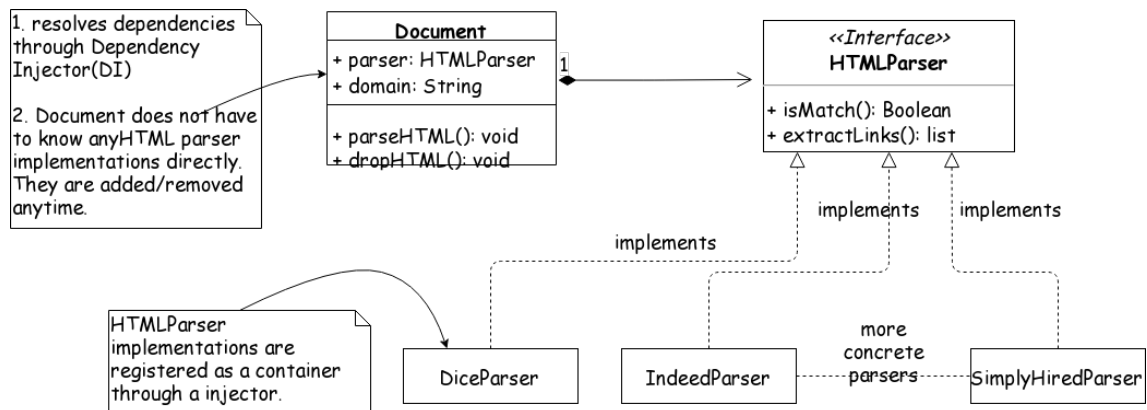 1. resolves dependencies
through Dependency
Injector(DI)
2. Document does not have
to know anyHTML parser
implementations directly.
They are added/removed
anytime.
Document
+ parser: HTMLParser
+ domain: String
+ parseHTML(): void
+ dropHTML(): void
1
<<Interface>>
HTMLParser
+ isMatch(): Boolean
+ extractLinks(): list
implements
implements
implements
HTMLParser
implementations are
registered as a container
through a injector.
DiceParser
IndeedParser
more
concrete
parsers
SimplyHiredParser